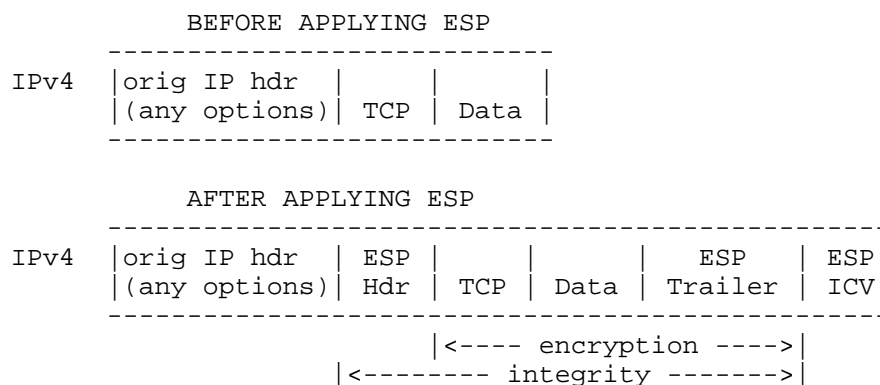 BEFORE APPLYING ESP
----------------------------
IPv4 |orig IP hdr | | |
|(any options)| TCP | Data |
----------------------------
AFTER APPLYING ESP
-------------------------------------------------
IPv4 |orig IP hdr | ESP | | | ESP | ESP
|(any options)| Hdr | TCP | Data | Trailer | ICV
-------------------------------------------------
|<---- encryption ---->|
|<-------- integrity ------->|